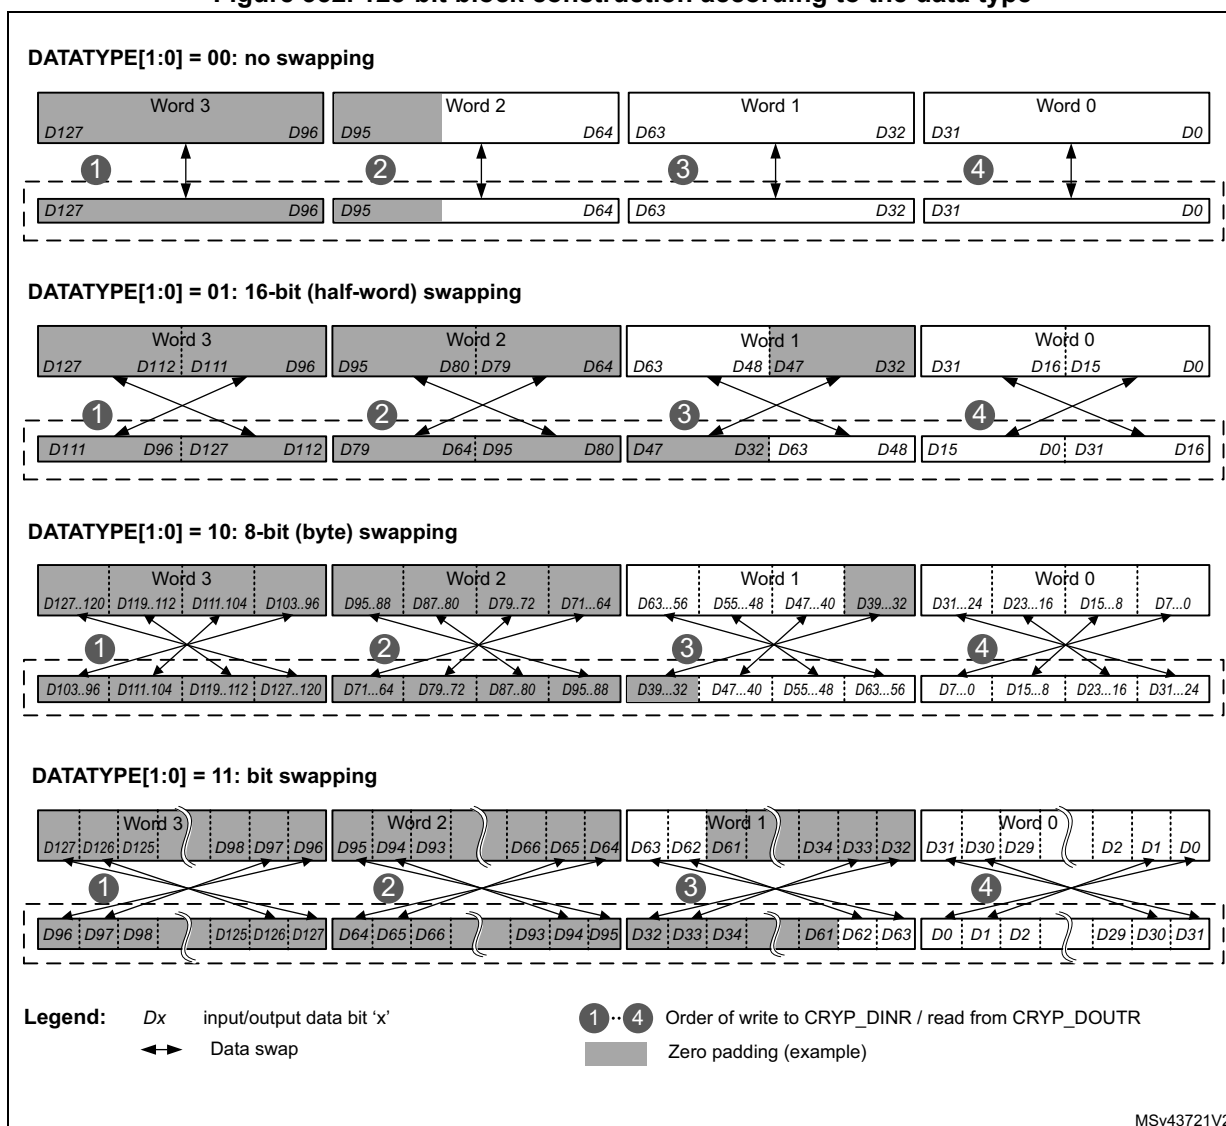 DATATYPE[1:0] = 00: no swapping
Word 3 Word 2 Word 1 Word 0
D127 D96 D95 D64 D63 D32 D31 D0
1 2 3 4
D127 D96 D95 D64 D63 D32 D31 D0
DATATYPE[1:0] = 01: 16-bit (half-word) swapping
Word 3 Word 2 Word 1 Word 0
D127 D112 D111 D96 D95 D80 D79 D64 D63 D48 D47 D32 D31 D16 D15 D0
1 2 3 4
D111 D96 D127 D112 D79 D64 D95 D80 D47 D32 D63 D48 D15 D0 D31 D16
DATATYPE[1:0] = 10: 8-bit (byte) swapping
Word 3 Word 2 Word 1 Word 0
D127..120 D119..112 D111.104 D103..96 D95..88 D87..80 D79..72 D71...64 D63...56 D55...48 D47...40 D39...32 D31...24 D23...16 D15...8 D7...0
1 2 3 4
D103..96 D111.104 D119..112 D127..120 D71...64 D79..72 D87..80 D95..88 D39...32 D47...40 D55...48 D63...56 D7...0 D15...8 D23...16 D31...24
DATATYPE[1:0] = 11: bit swapping
Word 3 Word 2 Word 1 Word 0
D127 D126 D125 D98 D97 D96 D95 D94 D93 D66 D65 D64 D63 D62 D61 D34 D33 D32 D31 D30 D29 D2 D1 D0
1 2 3 4
D96 D97 D98 D125 D126 D127 D64 D65 D66 D93 D94 D95 D32 D33 D34 D61 D62 D63 D0 D1 D2 D29 D30 D31
Legend: Dx input/output data bit ‘x’ 1..4 Order of write to CRYP_DINR / read from CRYP_DOUTR
Data swap Zero padding (example)
MSv43721V2